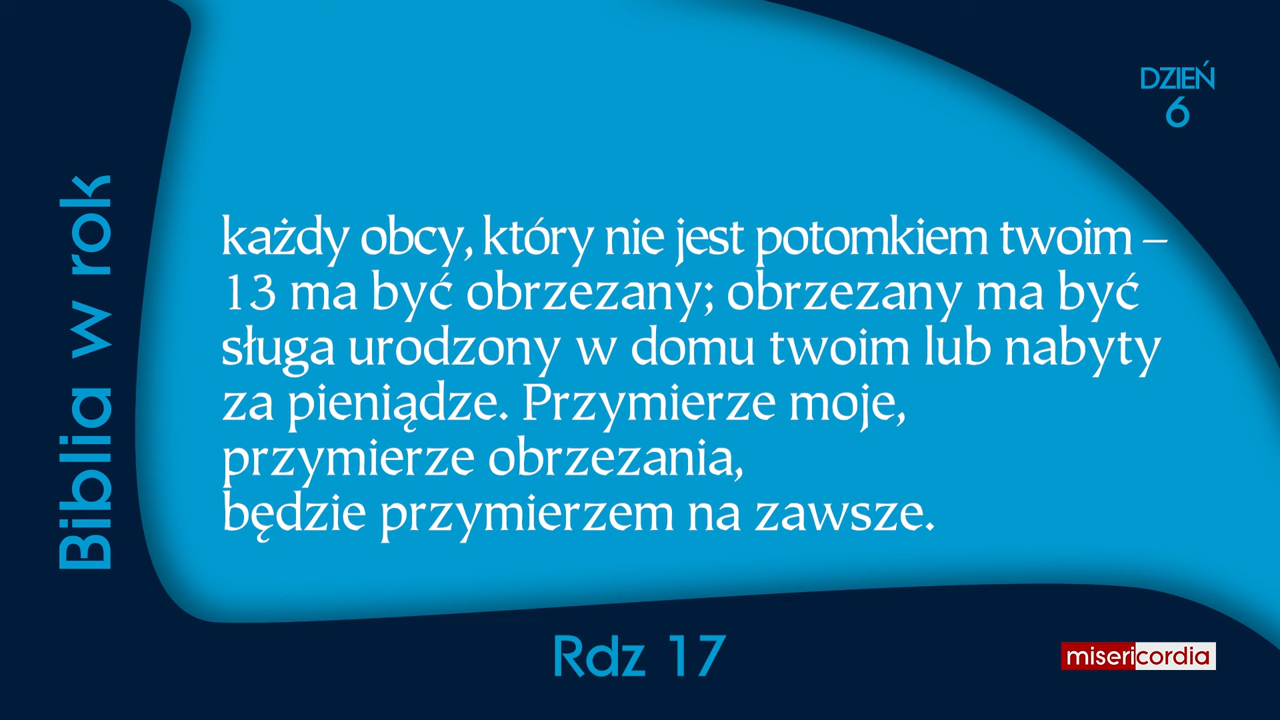 DZIEŃ
6
Biblia w rok
każdy obcy, który nie jest potomkiem twoim –
13 ma być obrzezany; obrzezany ma być
sługa urodzony w domu twoim lub nabyty
za pieniądze. Przymierze moje,
przymierze obrzezania,
będzie przymierzem na zawsze.
Rdz 17
misericordia